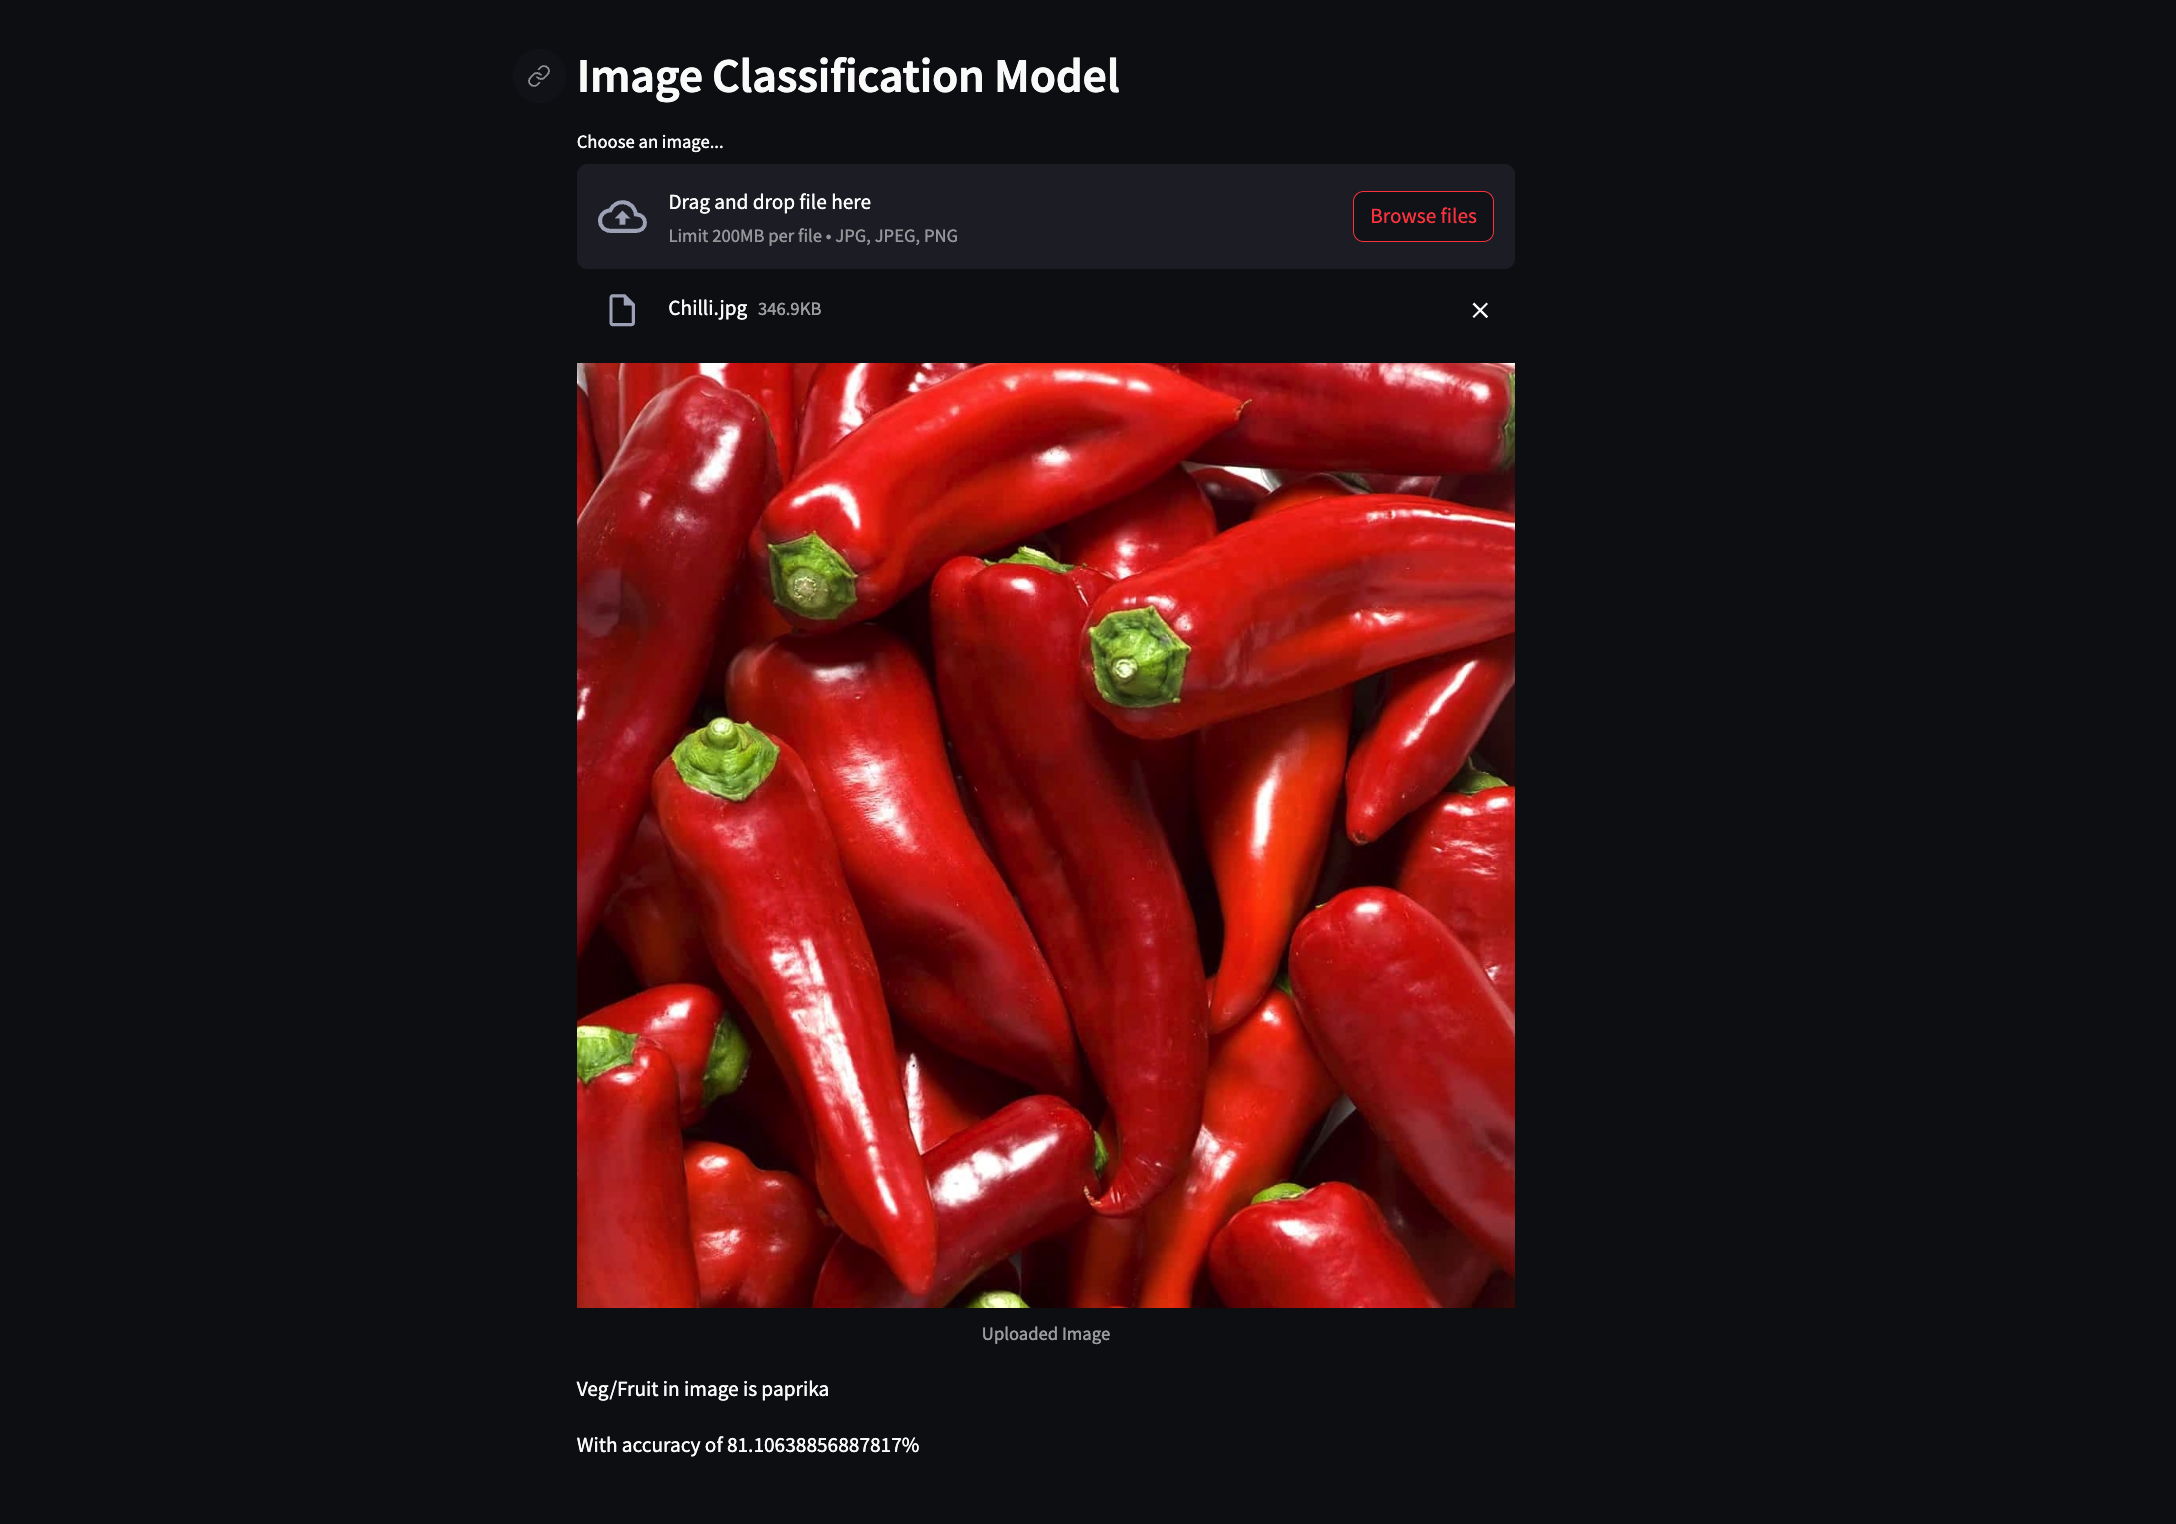 Image Classification Model
Choose an image...
Drag and drop file here
Limit 200MB per file • JPG, JPEG, PNG
Browse files
Chilli.jpg 346.9KB
Uploaded Image
Veg/Fruit in image is paprika
With accuracy of 81.10638856887817%